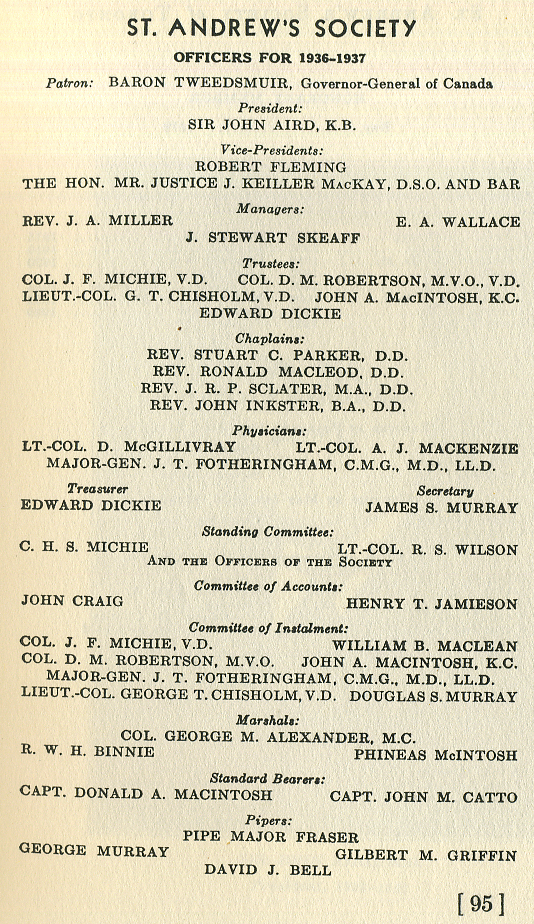 ST. ANDREW'S SOCIETY
OFFICERS FOR 1936–1937
Patron: BARON TWEEDSMUIR, Governor-General of Canada
President:
SIR JOHN AIRD, K.B.
Vice-Presidents:
ROBERT FLEMING
THE HON. MR. JUSTICE J. KEILLER MACKAY, D.S.O. AND BAR
Managers:
REV. J. A. MILLER E. A. WALLACE
J. STEWART SKEAFF
Trustees:
COL. J. F. MICHIE, V.D. COL. D. M. ROBERTSON, M.V.O., V.D.
LIEUT.-COL. G. T. CHISHOLM, V.D. JOHN A. MACINTOSH, K.C.
EDWARD DICKIE
Chaplains:
REV. STUART C. PARKER, D.D.
REV. RONALD MACLEOD, D.D.
REV. J. R. P. SCLATER, M.A., D.D.
REV. JOHN INKSTER, B.A., D.D.
Physicians:
LT.-COL. D. McGILLIVRAY LT.-COL. A. J. MACKENZIE
MAJOR-GEN. J. T. FOTHERINGHAM, C.M.G., M.D., LL.D.
Treasurer Secretary
EDWARD DICKIE JAMES S. MURRAY
Standing Committee:
C. H. S. MICHIE LT.-COL. R. S. WILSON
AND THE OFFICERS OF THE SOCIETY
Committee of Accounts:
JOHN CRAIG HENRY T. JAMIESON
Committee of Instalment:
COL. J. F. MICHIE, V.D. WILLIAM B. MACLEAN
COL. D. M. ROBERTSON, M.V.O. JOHN A. MACINTOSH, K.C.
MAJOR-GEN. J. T. FOTHERINGHAM, C.M.G., M.D., LL.D.
LIEUT.-COL. GEORGE T. CHISHOLM, V.D. DOUGLAS S. MURRAY
Marshals:
COL. GEORGE M. ALEXANDER, M.C.
R. W. H. BINNIE PHINEAS McINTOSH
Standard Bearers:
CAPT. DONALD A. MACINTOSH CAPT. JOHN M. CATTO
Pipers:
PIPE MAJOR FRASER
GEORGE MURRAY GILBERT M. GRIFFIN
DAVID J. BELL
[95]